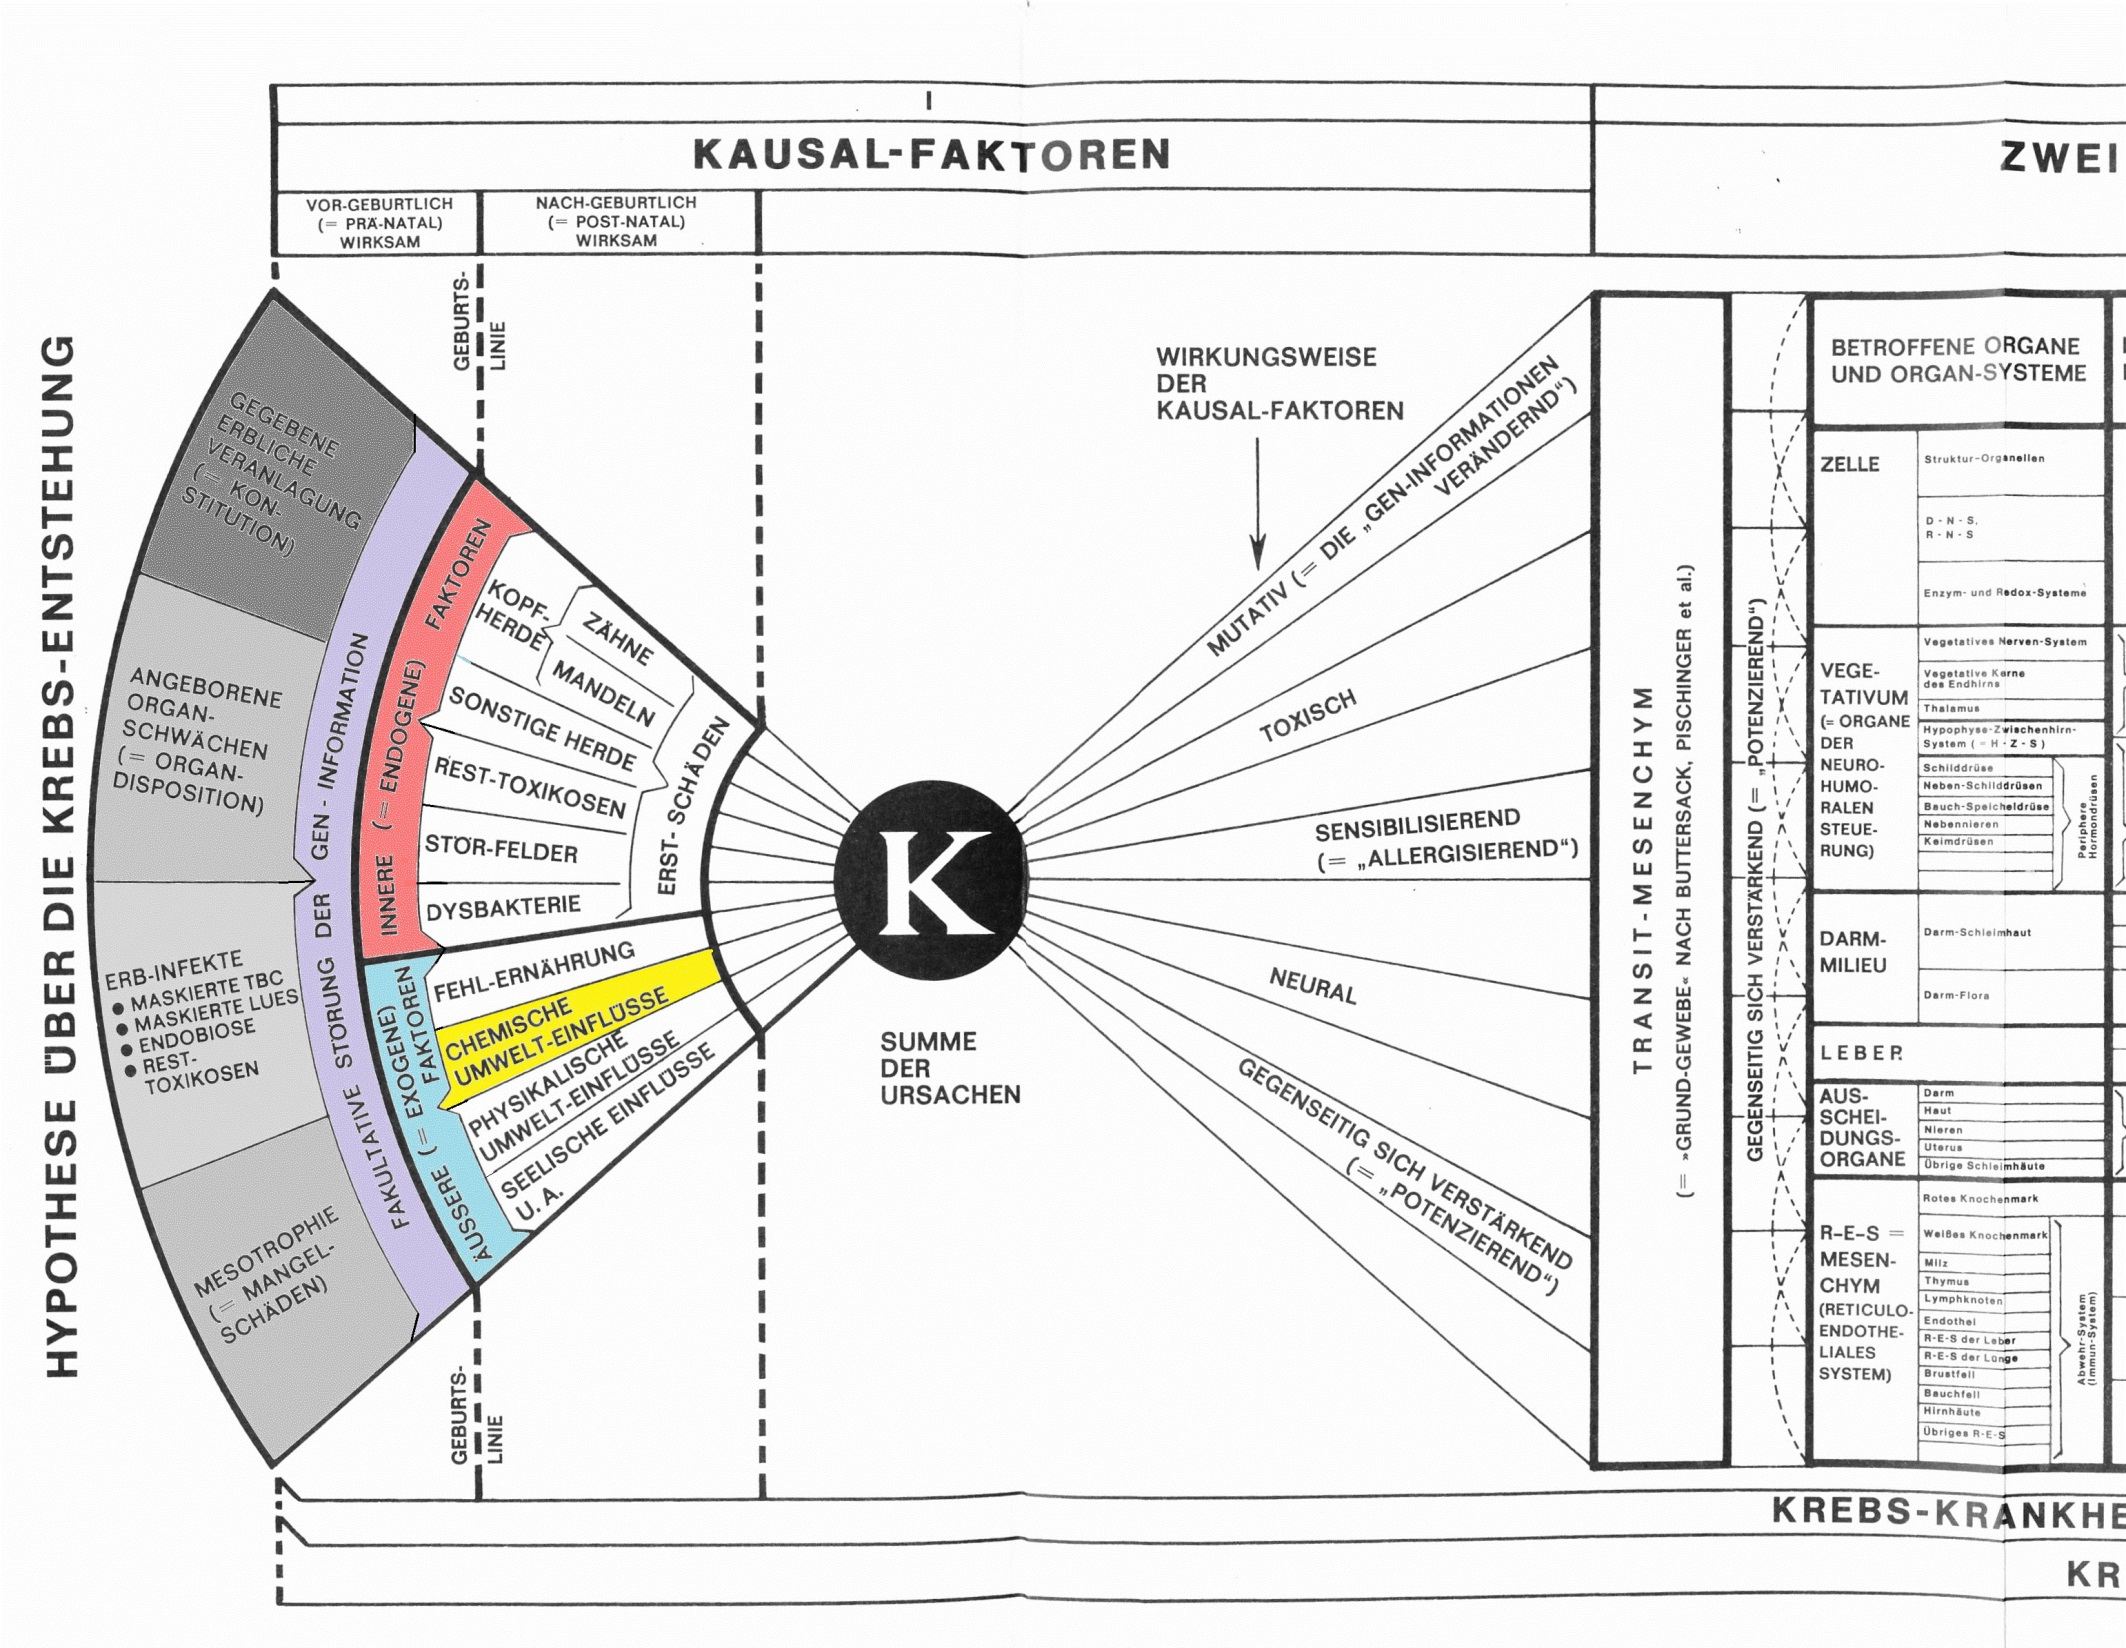 HYPOTHESE ÜBER DIE KREBS-ENTSTEHUNG
I
KAUSAL-FAKTOREN
VOR-GEBURTLICH
(= PRÄ-NATAL)
WIRKSAM
NACH-GEBURTLICH
(= POST-NATAL)
WIRKSAM
GEBURTS-
LINIE
GEGEBENE
ERBLICHE
VERANLAGUNG
(= KON-
STITUTION)
ANGEBORENE
ORGAN-
SCHWÄCHEN
(= ORGAN-
DISPOSITION)
ERB-INFEKTE
● MASKIERTE TBC
● MASKIERTE LUES
● ENDOBIOSE
● REST-
TOXIKOSEN
MESOTROPHIE
(= MANGEL-
SCHÄDEN)
FAKULTATIVE STÖRUNG DER GEN-INFORMATION
INNERE (= ENDOGENE) FAKTOREN
KOPF-
HERDE
ZÄHNE
MANDELN
SONSTIGE HERDE
REST-TOXIKOSEN
STÖR-FELDER
DYSBAKTERIE
ERST-SCHÄDEN
ÄUSSERE (= EXOGENE)
FAKTOREN
FEHL-ERNÄHRUNG
CHEMISCHE
UMWELT-EINFLÜSSE
PHYSIKALISCHE
UMWELT-EINFLÜSSE
SEELISCHE EINFLÜSSE
U. A.
GEBURTS-
LINIE
K
SUMME
DER
URSACHEN
WIRKUNGSWEISE
DER
KAUSAL-FAKTOREN
MUTATIV (= DIE „GEN-INFORMATIONEN
VERÄNDERND“)
TOXISCH
SENSIBILISIEREND
(= „ALLERGISIEREND“)
NEURAL
GEGENSEITIG SICH VERSTÄRKEND
(= „POTENZIEREND“)
ZWEI
TRANSIT-MESENCHYM
(= »GRUND-GEWEBE« NACH BUTTERSACK, PISCHINGER et al.)
GEGENSEITIG SICH VERSTÄRKEND (= „POTENZIEREND“)
BETROFFENE ORGANE
UND ORGAN-SYSTEME
ZELLE
Struktur-Organellen
D - N - S,
R - N - S
Enzym- und Redox-Systeme
VEGE-
TATIVUM
(= ORGANE
DER
NEURO-
HUMO-
RALEN
STEUE-
RUNG)
Vegetatives Nerven-System
Vegetative Kerne
des Endhirns
Thalamus
Hypophyse-Zwischenhirn-
System (= H - Z - S)
Schilddrüse
Neben-Schilddrüsen
Bauch-Speicheldrüse
Nebennieren
Keimdrüsen
Periphere
Hormondrüsen
DARM-
MILIEU
Darm-Schleimhaut
Darm-Flora
LEBER
AUS-
SCHEI-
DUNGS-
ORGANE
Darm
Haut
Nieren
Uterus
Übrige Schleimhäute
R-E-S =
MESEN-
CHYM
(RETICULO-
ENDOTHE-
LIALES
SYSTEM)
Rotes Knochenmark
Weißes Knochenmark
Milz
Thymus
Lymphknoten
Endothel
R-E-S der Leber
R-E-S der Lunge
Brustfell
Bauchfell
Hirnhäute
Übriges R-E-S
Abwehr-System
(Immun-System)
KREBS-KRANKHE
KR